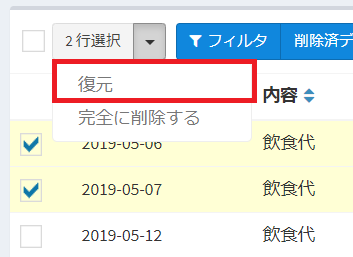 2 行選択 フィルタ 削除済デ
復元
内容
完全に削除する
2019-05-06 飲食代
2019-05-07 飲食代
2019-05-12 飲食代